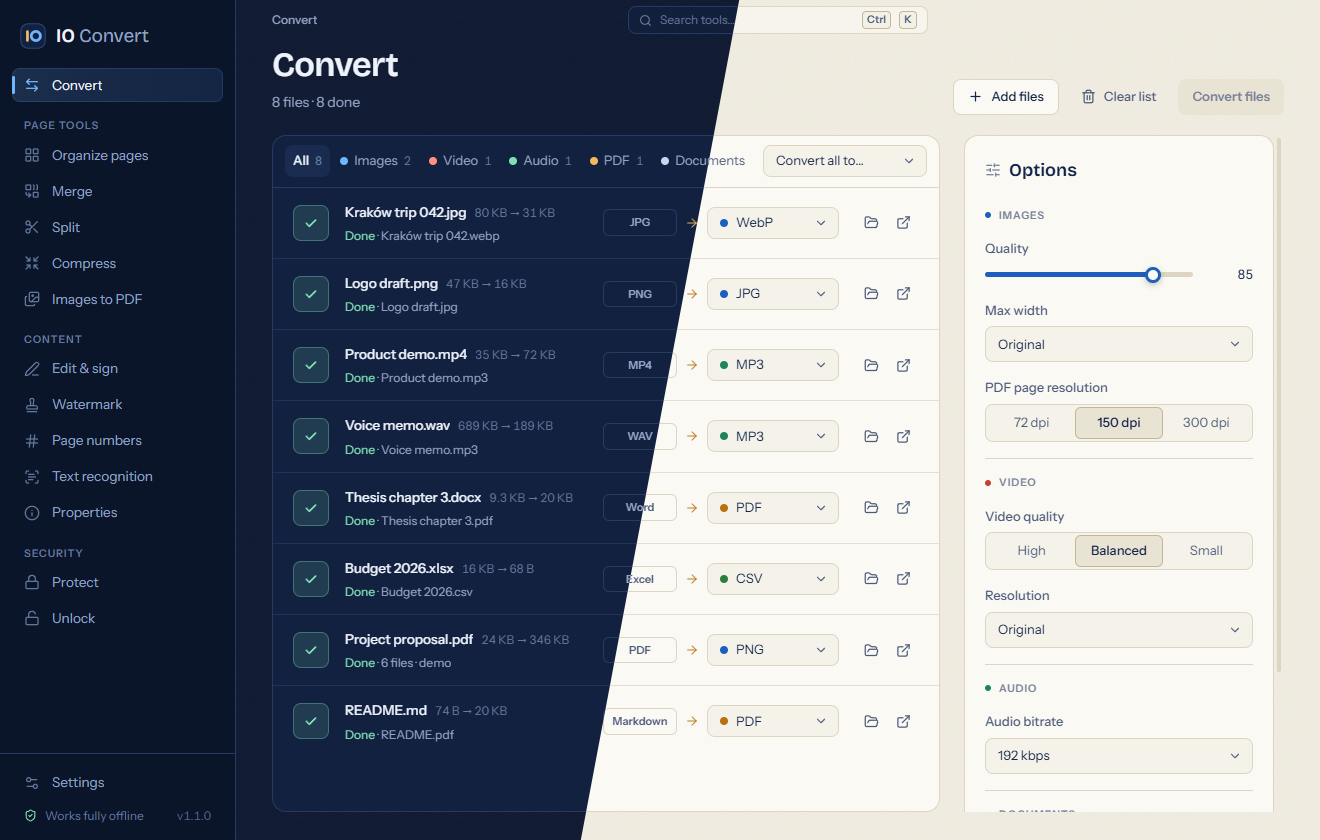 IO Convert
Convert
PAGE TOOLS
Organize pages
Merge
Split
Compress
Images to PDF
CONTENT
Edit & sign
Watermark
Page numbers
Text recognition
Properties
SECURITY
Protect
Unlock
Settings
Works fully offline v1.1.0
Convert
Search tools... Ctrl K
Convert
8 files · 8 done
Add files Clear list Convert files
All 8 Images 2 Video 1 Audio 1 PDF 1 Documents Convert all to...
Kraków trip 042.jpg 80 KB → 31 KB
Done · Kraków trip 042.webp
JPG → WebP
Logo draft.png 47 KB → 16 KB
Done · Logo draft.jpg
PNG → JPG
Product demo.mp4 35 KB → 72 KB
Done · Product demo.mp3
MP4 → MP3
Voice memo.wav 689 KB → 189 KB
Done · Voice memo.mp3
WAV → MP3
Thesis chapter 3.docx 9.3 KB → 20 KB
Done · Thesis chapter 3.pdf
Word → PDF
Budget 2026.xlsx 16 KB → 68 B
Done · Budget 2026.csv
Excel → CSV
Project proposal.pdf 24 KB → 346 KB
Done · 6 files · demo
PDF → PNG
README.md 74 B → 20 KB
Done · README.pdf
Markdown → PDF
Options
IMAGES
Quality
85
Max width
Original
PDF page resolution
72 dpi 150 dpi 300 dpi
VIDEO
Video quality
High Balanced Small
Resolution
Original
AUDIO
Audio bitrate
192 kbps
DOCUMENTS